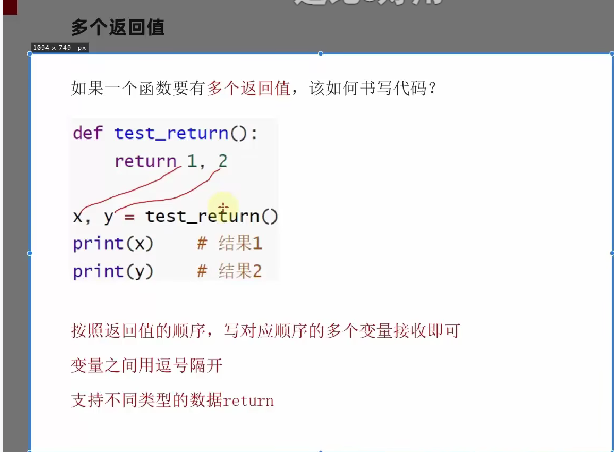 多个返回值
1094 x 749 px
如果一个函数要有多个返回值，该如何书写代码？
def test_return():
    return 1, 2
x, y = test_return()
print(x)    # 结果1
print(y)    # 结果2
按照返回值的顺序，写对应顺序的多个变量接收即可
变量之间用逗号隔开
支持不同类型的数据return